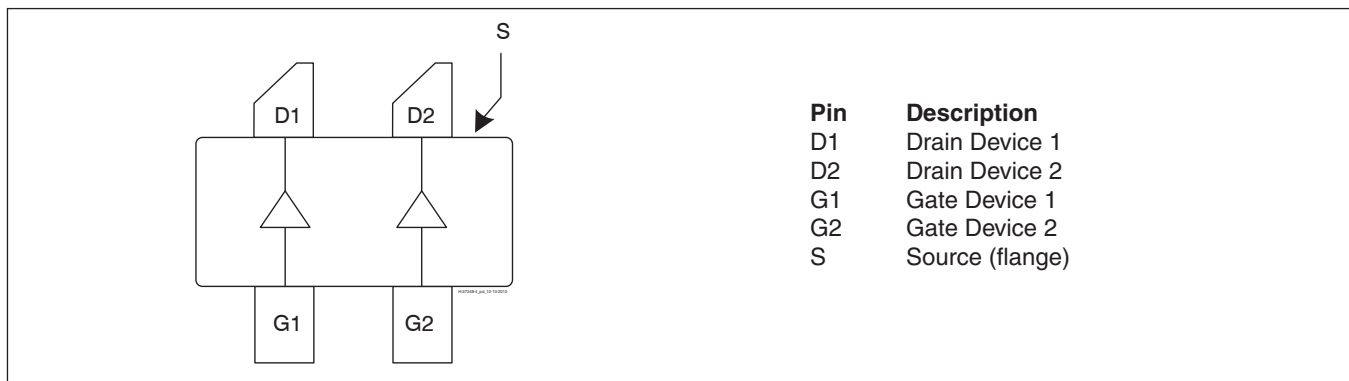 S
D1 D2
G1 G2
Pin Description
D1 Drain Device 1
D2 Drain Device 2
G1 Gate Device 1
G2 Gate Device 2
S Source (flange)